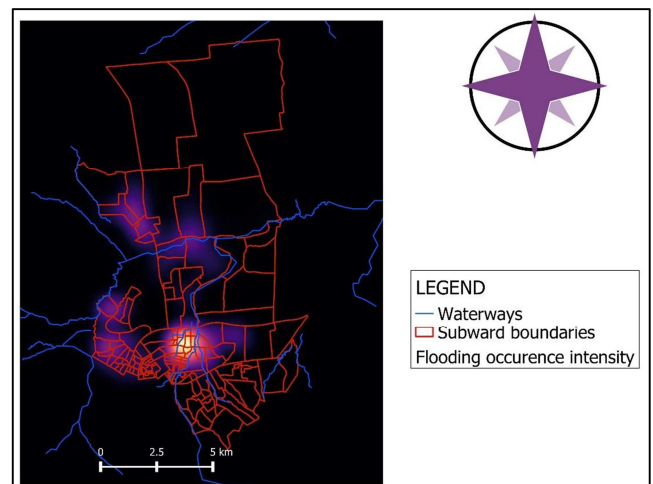 LEGEND
Waterways
Subward boundaries
Flooding occurence intensity
0 2.5 5 km